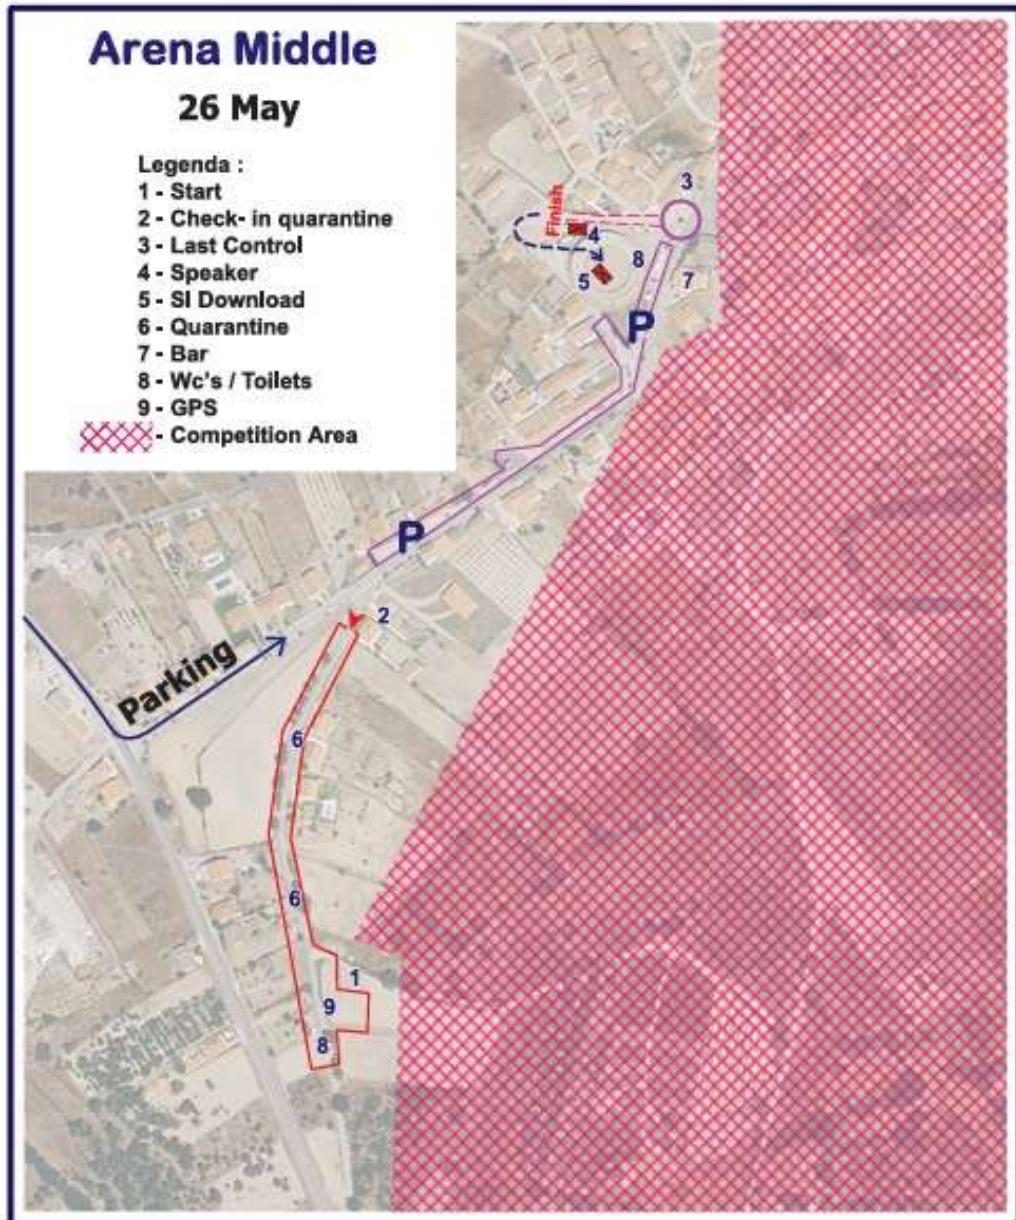 Arena Middle
26 May
Legenda :
1 - Start
2 - Check- in quarantine
3 - Last Control
4 - Speaker
5 - SI Download
6 - Quarantine
7 - Bar
8 - Wc's / Toilets
9 - GPS
- Competition Area
3
Finish
4
8
5
7
P
P
2
Parking
6
6
1
9
8